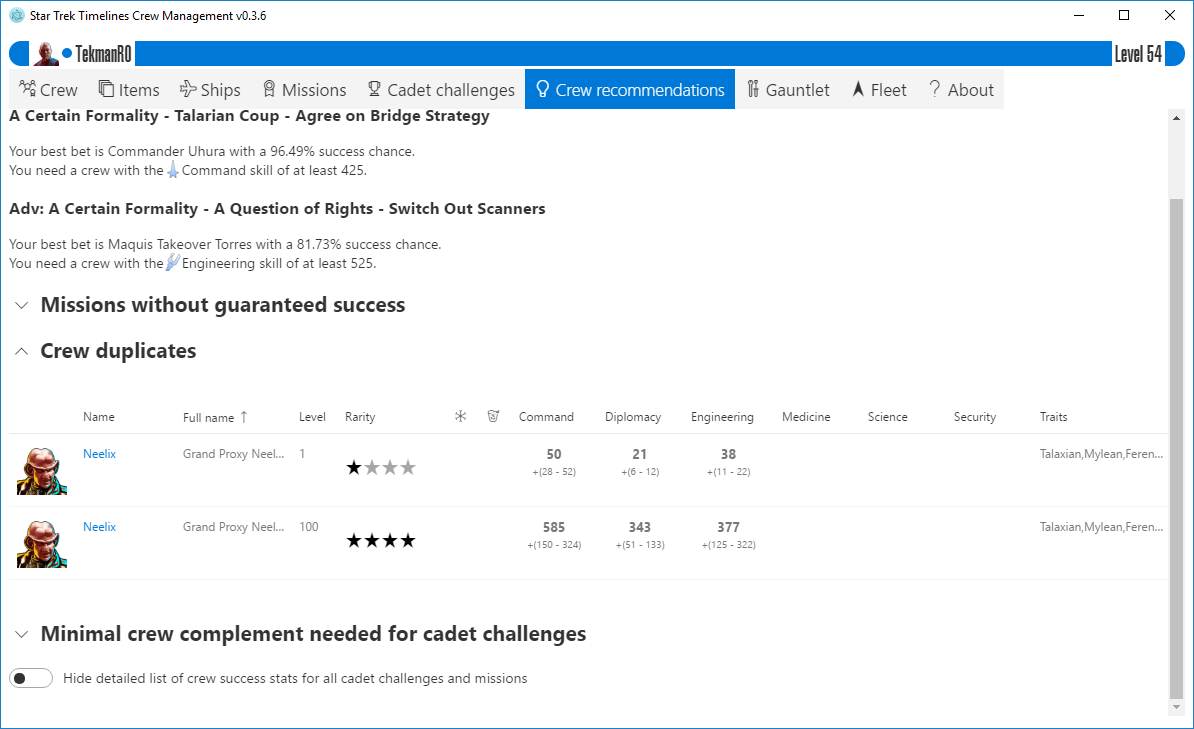 Star Trek Timelines Crew Management v0.3.6
TekmanRO Level 54
Crew Items Ships Missions Cadet challenges Crew recommendations Gauntlet Fleet About
A Certain Formality - Talarian Coup - Agree on Bridge Strategy
Your best bet is Commander Uhura with a 96.49% success chance.
You need a crew with the Command skill of at least 425.
Adv: A Certain Formality - A Question of Rights - Switch Out Scanners
Your best bet is Maquis Takeover Torres with a 81.73% success chance.
You need a crew with the Engineering skill of at least 525.
Missions without guaranteed success
Crew duplicates
Name Full name ↑ Level Rarity Command Diplomacy Engineering Medicine Science Security Traits
Neelix Grand Proxy Neel... 1 50 21 38 Talaxian,Mylean,Feren...
+(28 - 52) +(6 - 12) +(11 - 22)
Neelix Grand Proxy Neel... 100 585 343 377 Talaxian,Mylean,Feren...
+(150 - 324) +(51 - 133) +(125 - 322)
Minimal crew complement needed for cadet challenges
Hide detailed list of crew success stats for all cadet challenges and missions